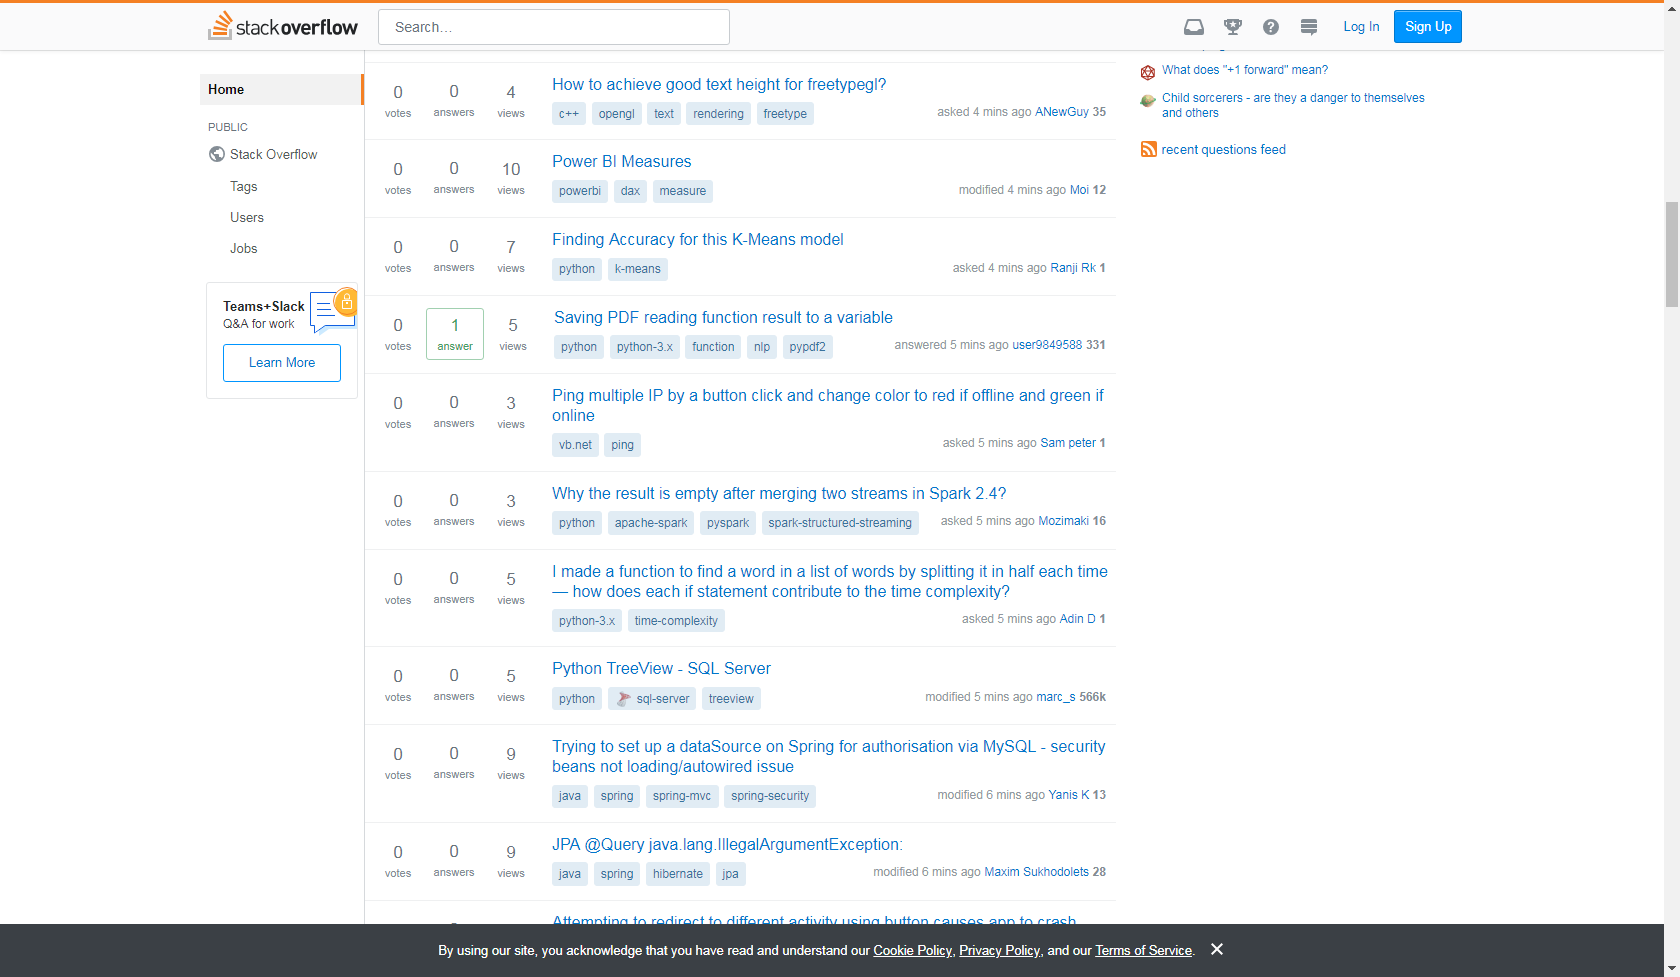 stackoverflow
Search...
Log In
Sign Up
Home
PUBLIC
Stack Overflow
Tags
Users
Jobs
Teams+Slack
Q&A for work
Learn More
0 votes 0 answers 4 views
How to achieve good text height for freetypegl?
c++ opengl text rendering freetype
asked 4 mins ago ANewGuy 35
0 votes 0 answers 10 views
Power BI Measures
powerbi dax measure
modified 4 mins ago Moi 12
0 votes 0 answers 7 views
Finding Accuracy for this K-Means model
python k-means
asked 4 mins ago Ranji Rk 1
0 votes 1 answer 5 views
Saving PDF reading function result to a variable
python python-3.x function nlp pypdf2
answered 5 mins ago user9849588 331
0 votes 0 answers 3 views
Ping multiple IP by a button click and change color to red if offline and green if
online
vb.net ping
asked 5 mins ago Sam peter 1
0 votes 0 answers 3 views
Why the result is empty after merging two streams in Spark 2.4?
python apache-spark pyspark spark-structured-streaming
asked 5 mins ago Mozimaki 16
0 votes 0 answers 5 views
I made a function to find a word in a list of words by splitting it in half each time
— how does each if statement contribute to the time complexity?
python-3.x time-complexity
asked 5 mins ago Adin D 1
0 votes 0 answers 5 views
Python TreeView - SQL Server
python sql-server treeview
modified 5 mins ago marc_s 566k
0 votes 0 answers 9 views
Trying to set up a dataSource on Spring for authorisation via MySQL - security
beans not loading/autowired issue
java spring spring-mvc spring-security
modified 6 mins ago Yanis K 13
0 votes 0 answers 9 views
JPA @Query java.lang.IllegalArgumentException:
java spring hibernate jpa
modified 6 mins ago Maxim Sukhodolets 28
Attempting to redirect to different activity using button causes app to crash
What does "+1 forward" mean?
Child sorcerers - are they a danger to themselves
and others
recent questions feed
By using our site, you acknowledge that you have read and understand our Cookie Policy, Privacy Policy, and our Terms of Service.